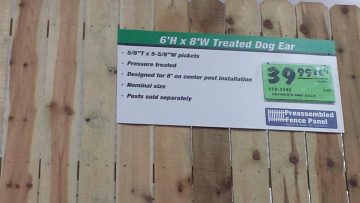 6'H x 8'W Treated Dog Ear
- 5/8"T x 5-5/8"W pickets
- Pressure treated
- Designed for 8' on center post installation
- Nominal size
- Posts sold separately
39 99
Preassembled
Fence Panel